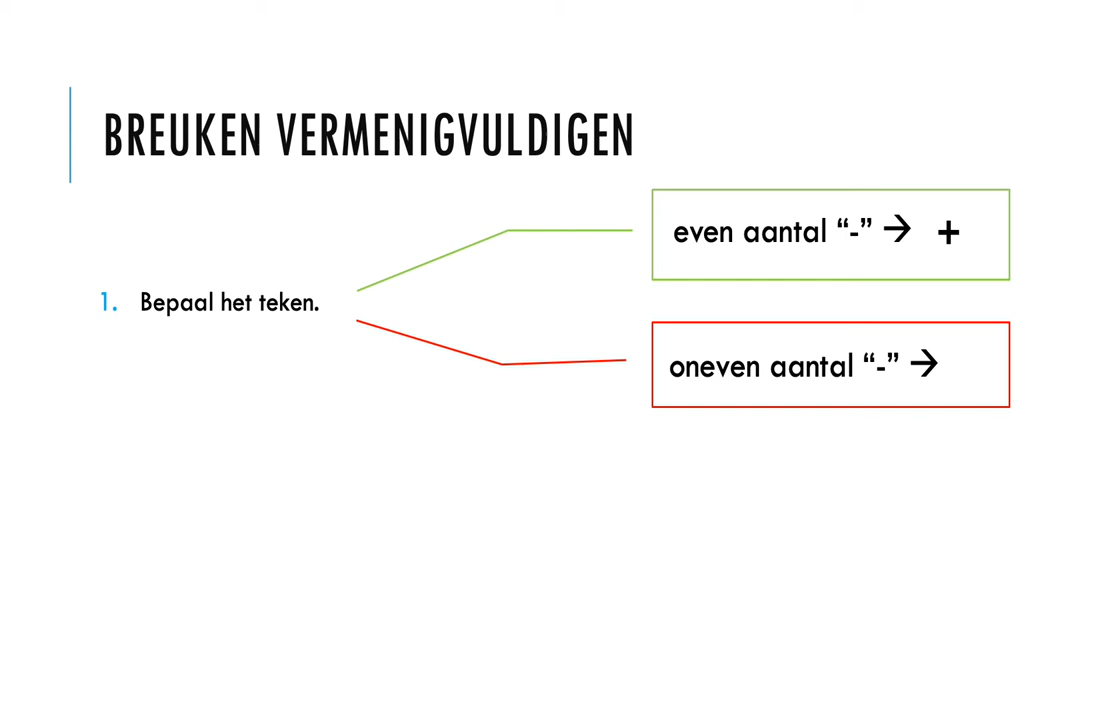 BREUKEN VERMENIGVULDIGEN
even aantal “-” → +
1. Bepaal het teken.
oneven aantal “-” →